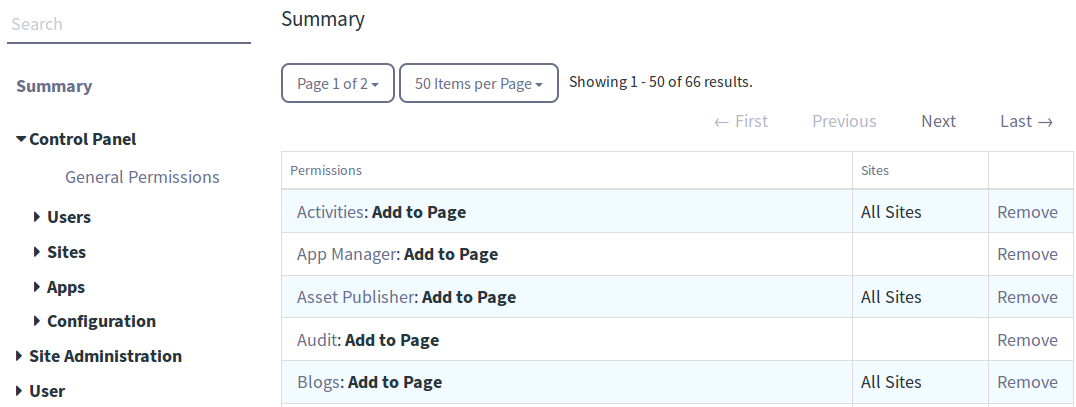 Search
Summary
Control Panel
General Permissions
Users
Sites
Apps
Configuration
Site Administration
User
Summary
Page 1 of 2
50 Items per Page
Showing 1 - 50 of 66 results.
← First Previous Next Last →
Permissions Sites
Activities: Add to Page All Sites Remove
App Manager: Add to Page Remove
Asset Publisher: Add to Page All Sites Remove
Audit: Add to Page Remove
Blogs: Add to Page All Sites Remove